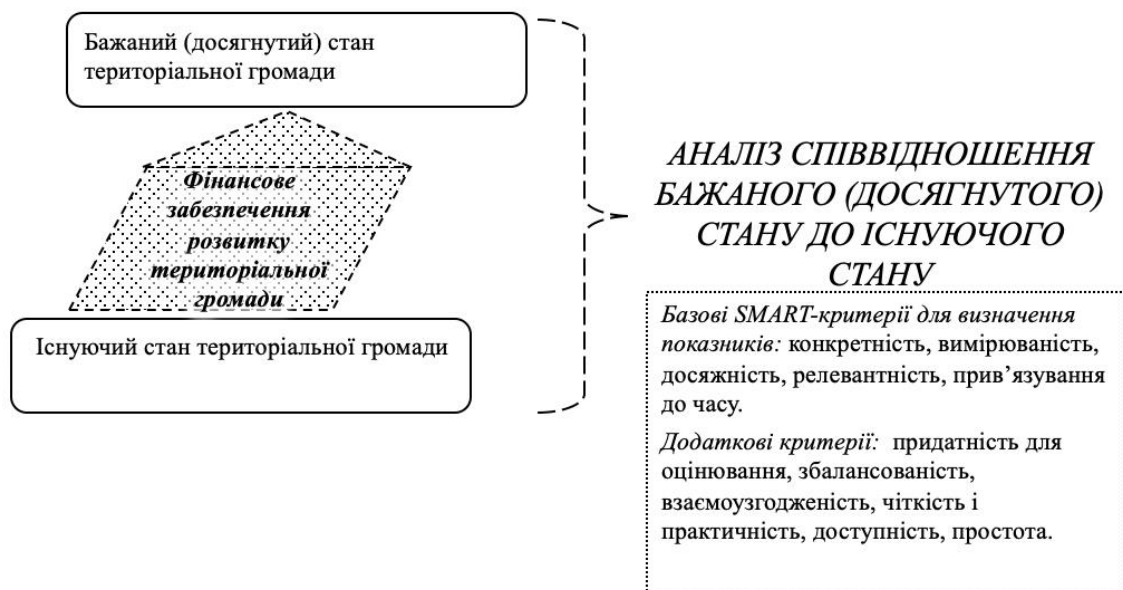 Бажаний (досягнутий) стан
територіальної громади
Фінансове
забезпечення
розвитку
територіальної
громади
Існуючий стан територіальної громади
АНАЛІЗ СПІВВІДНОШЕННЯ
БАЖАНОГО (ДОСЯГНУТОГО)
СТАНУ ДО ІСНУЮЧОГО
СТАНУ
Базові SMART-критерії для визначення
показників: конкретність, вимірюваність,
досяжність, релевантність, прив’язування
до часу.
Додаткові критерії: придатність для
оцінювання, збалансованість,
взаємоузгодженість, чіткість і
практичність, доступність, простота.